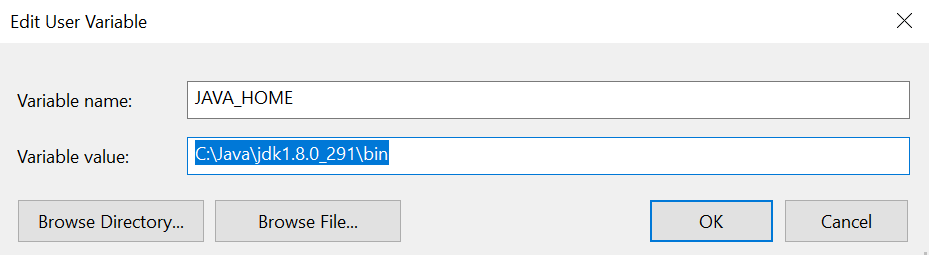 Edit User Variable
Variable name: JAVA_HOME
Variable value: C:\Java\jdk1.8.0_291\bin
Browse Directory... Browse File... OK Cancel